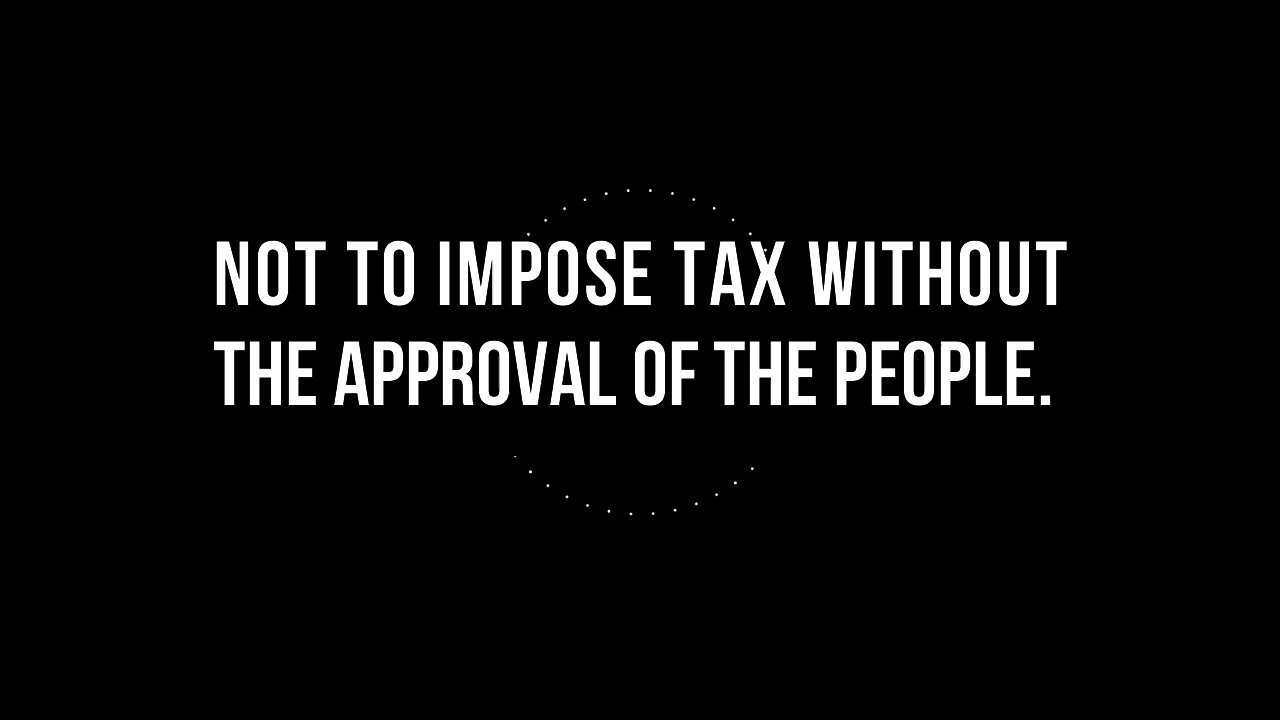 NOT TO IMPOSE TAX WITHOUT
THE APPROVAL OF THE PEOPLE.